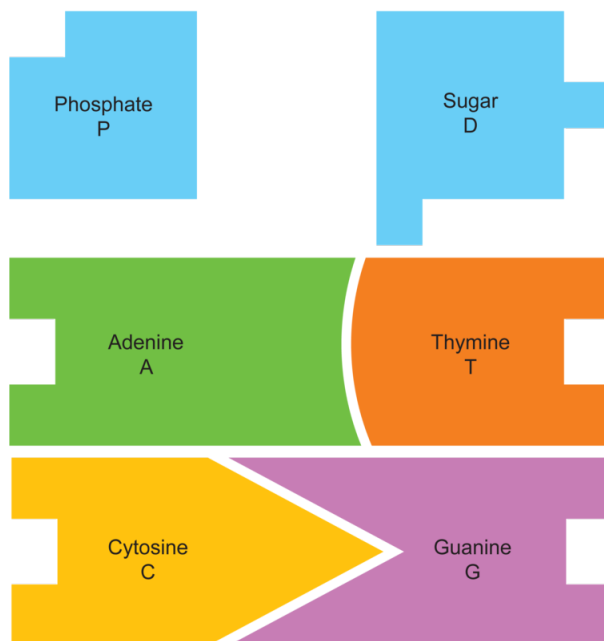 Phosphate
P
Sugar
D
Adenine
A
Thymine
T
Cytosine
C
Guanine
G